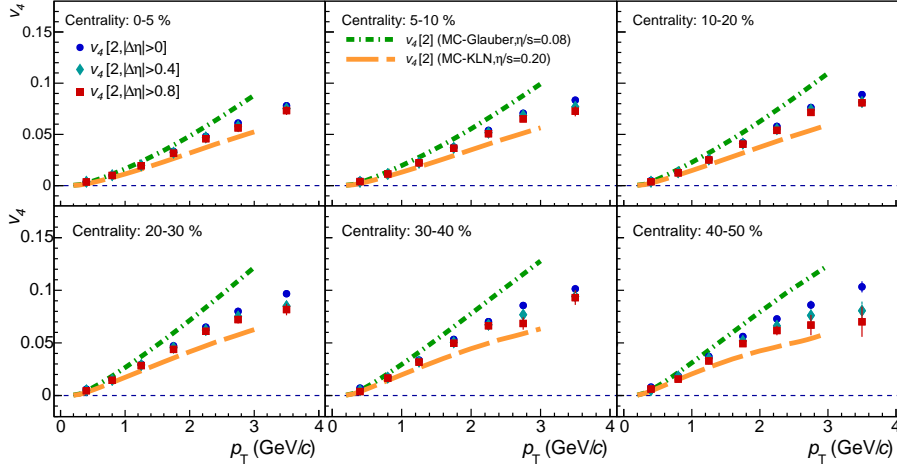 Centrality: 0-5 %
Centrality: 5-10 %
Centrality: 10-20 %
v₄
0.15
0.1
0.05
0
v₄[2,|Δη|>0]
v₄[2,|Δη|>0.4]
v₄[2,|Δη|>0.8]
v₄[2] (MC-Glauber,η/s=0.08)
v₄[2] (MC-KLN,η/s=0.20)
Centrality: 20-30 %
Centrality: 30-40 %
Centrality: 40-50 %
v₄
0.15
0.1
0.05
0
0 1 2 3 4 0 1 2 3 4 0 1 2 3 4
p_T (GeV/c) p_T (GeV/c) p_T (GeV/c)